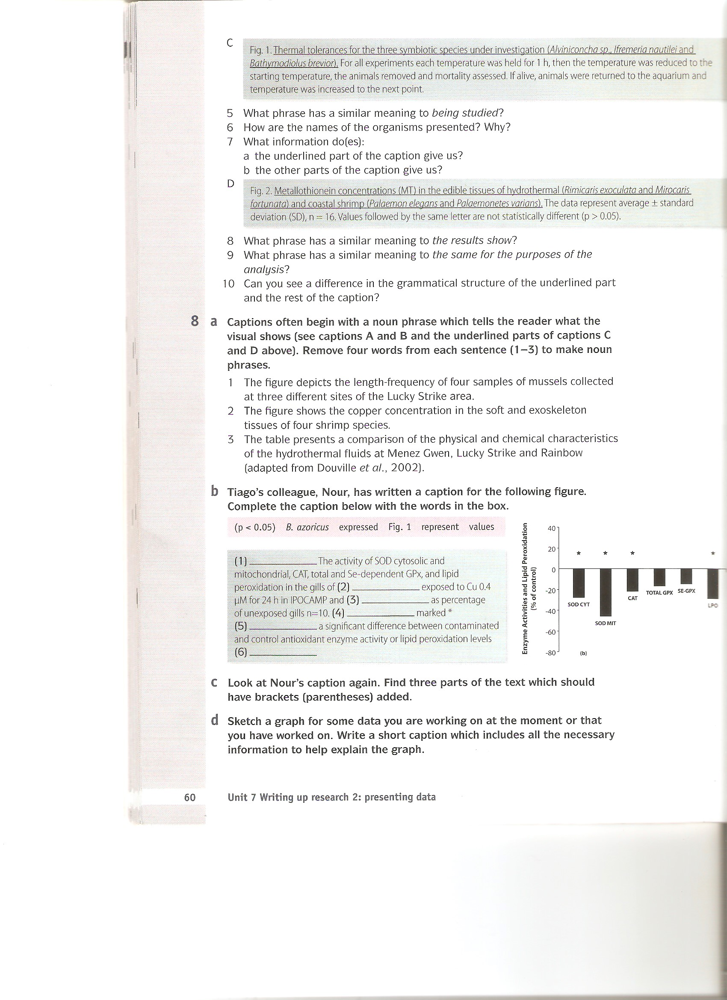 C
Fig. 1. Thermal tolerances for the three symbiotic species under investigation (Alviniconcha sp., Ifremeria nautilei and
Bathymodiolus brevior). For all experiments each temperature was held for 1 h, then the temperature was reduced to the
starting temperature, the animals removed and mortality assessed. If alive, animals were returned to the aquarium and
temperature was increased to the next point.
5 What phrase has a similar meaning to being studied?
6 How are the names of the organisms presented? Why?
7 What information do(es):
a the underlined part of the caption give us?
b the other parts of the caption give us?
D
Fig. 2. Metallothionein concentrations (MT) in the edible tissues of hydrothermal (Rimicaris exoculata and Mirocaris
fortunata) and coastal shrimp (Palaemon elegans and Palaemonetes varians). The data represent average ± standard
deviation (SD), n = 16. Values followed by the same letter are not statistically different (p > 0.05).
8 What phrase has a similar meaning to the results show?
9 What phrase has a similar meaning to the same for the purposes of the
analysis?
10 Can you see a difference in the grammatical structure of the underlined part
and the rest of the caption?
8 a Captions often begin with a noun phrase which tells the reader what the
visual shows (see captions A and B and the underlined parts of captions C
and D above). Remove four words from each sentence (1–3) to make noun
phrases.
1 The figure depicts the length-frequency of four samples of mussels collected
at three different sites of the Lucky Strike area.
2 The figure shows the copper concentration in the soft and exoskeleton
tissues of four shrimp species.
3 The table presents a comparison of the physical and chemical characteristics
of the hydrothermal fluids at Menez Gwen, Lucky Strike and Rainbow
(adapted from Douville et al., 2002).
b Tiago's colleague, Nour, has written a caption for the following figure.
Complete the caption below with the words in the box.
(p < 0.05) B. azoricus expressed Fig. 1 represent values
(1) ____________ The activity of SOD cytosolic and
mitochondrial, CAT, total and Se-dependent GPx, and lipid
peroxidation in the gills of (2) ____________ exposed to Cu 0.4
µM for 24 h in IPOCAMP and (3) ____________ as percentage
of unexposed gills n=10. (4) ____________ marked *
(5) ____________ a significant difference between contaminated
and control antioxidant enzyme activity or lipid peroxidation levels
(6) ____________
Enzyme Activities and Lipid Peroxidation
(% of control)
40
20
0
-20
-40
-60
-80
* * * *
SOD CYT
SOD MIT
CAT
TOTAL GPX
SE-GPX
LPO
(b)
c Look at Nour's caption again. Find three parts of the text which should
have brackets (parentheses) added.
d Sketch a graph for some data you are working on at the moment or that
you have worked on. Write a short caption which includes all the necessary
information to help explain the graph.
60 Unit 7 Writing up research 2: presenting data